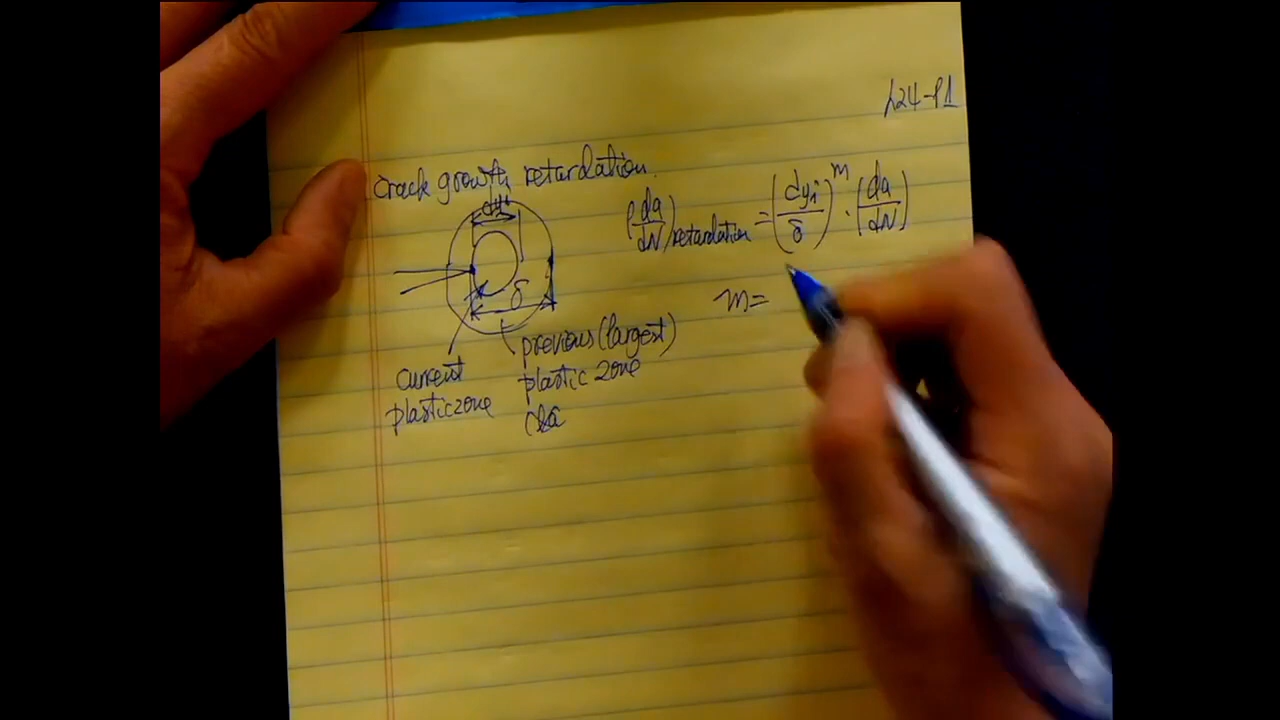 L24-P1
crack growth retardation.
dyi
(da/dN)retardation = (dyi/δ)^m · (da/dN)
δ
m=
previous (largest)
plastic zone
da
current
plastic zone